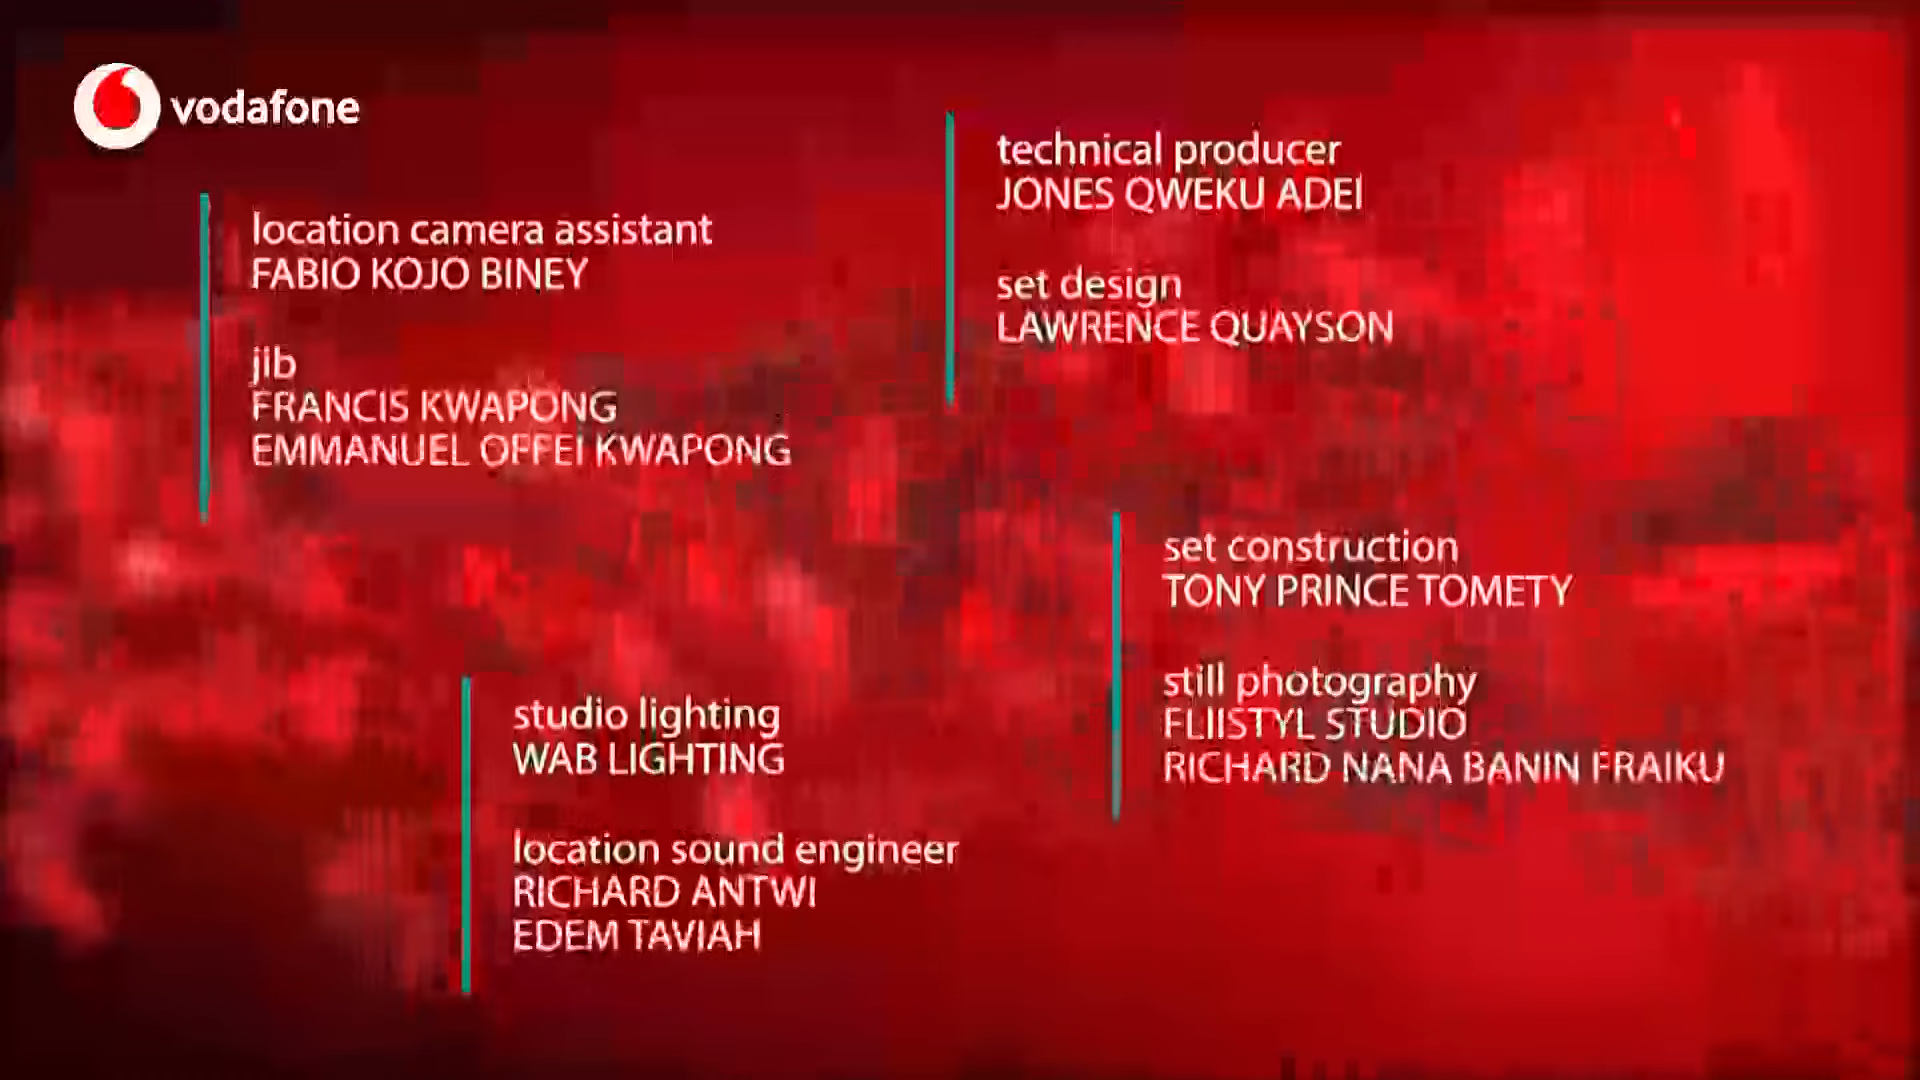 vodafone
location camera assistant
FABIO KOJO BINEY
jib
FRANCIS KWAPONG
EMMANUEL OFFEI KWAPONG
studio lighting
WAB LIGHTING
location sound engineer
RICHARD ANTWI
EDEM TAVIAH
technical producer
JONES QWEKU ADEI
set design
LAWRENCE QUAYSON
set construction
TONY PRINCE TOMETY
still photography
FLIISTYL STUDIO
RICHARD NANA BANIN FRAIKU